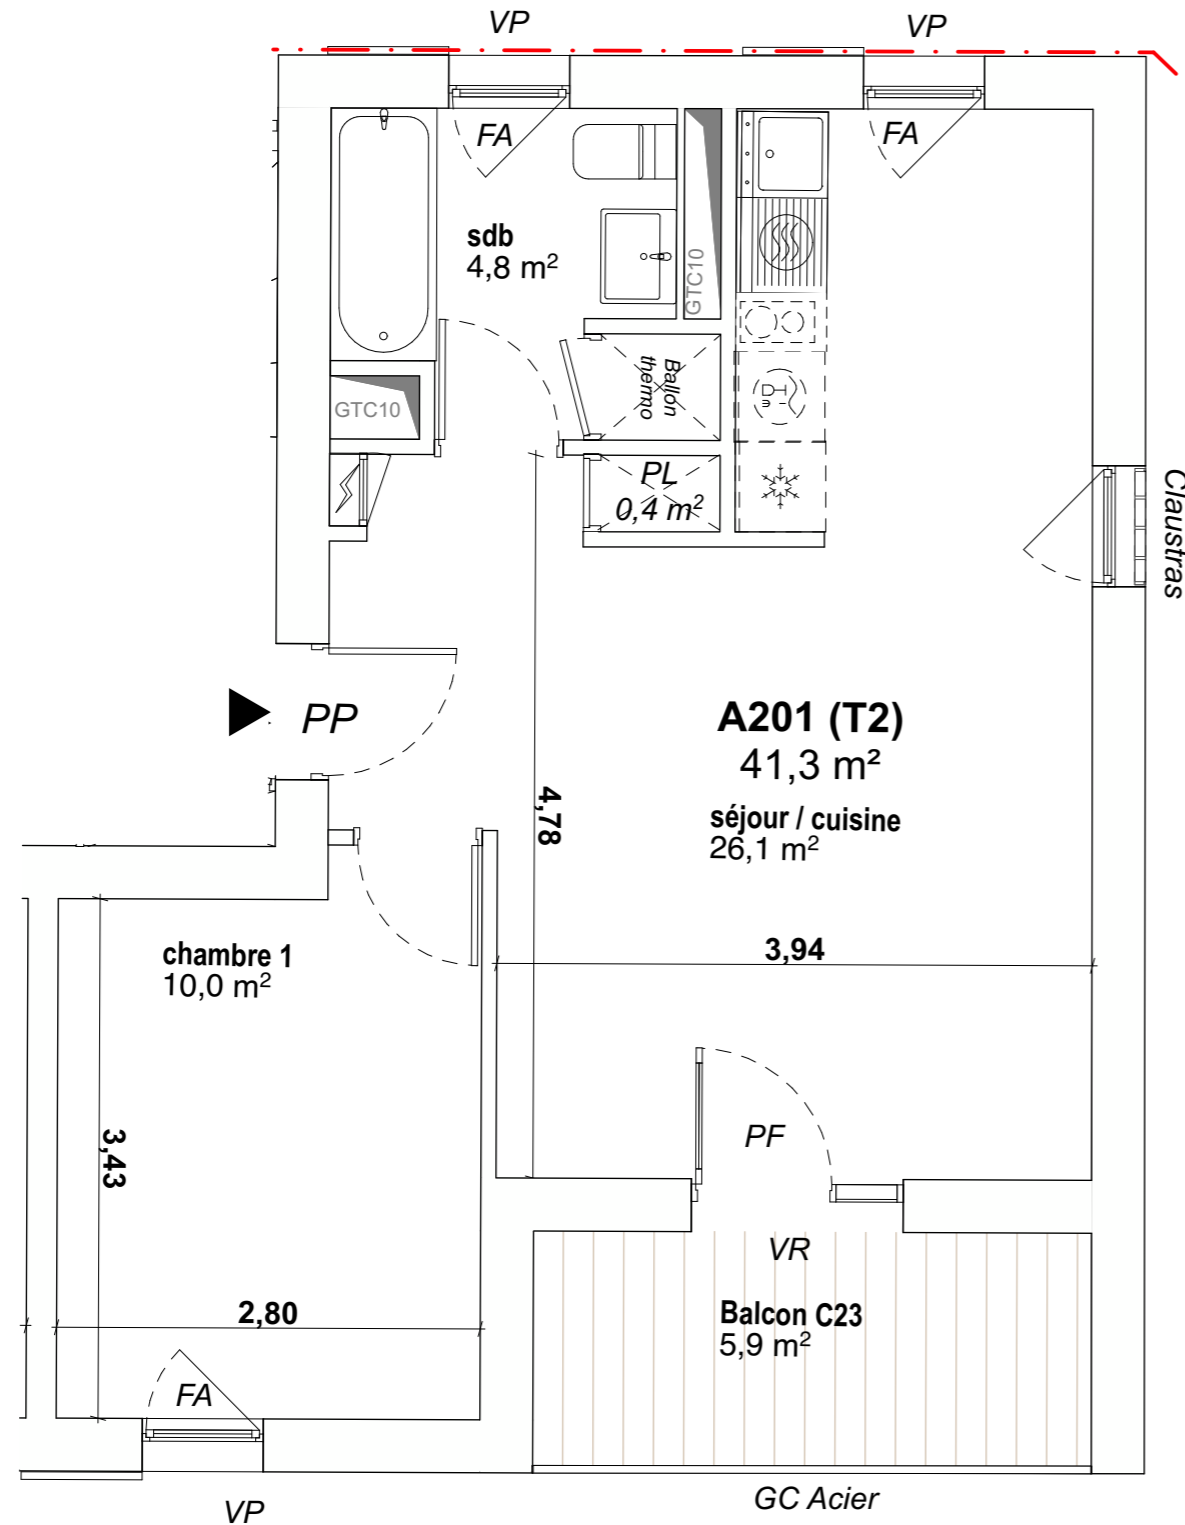 VP
VP
FA
FA
sdb
4,8 m²
GTC10
Ballon
thermo
GTC10
PL
0,4 m²
Claustras
PP
A201 (T2)
41,3 m²
4,78
séjour / cuisine
26,1 m²
chambre 1
10,0 m²
3,94
3,43
PF
VR
2,80
Balcon C23
5,9 m²
FA
GC Acier
VP